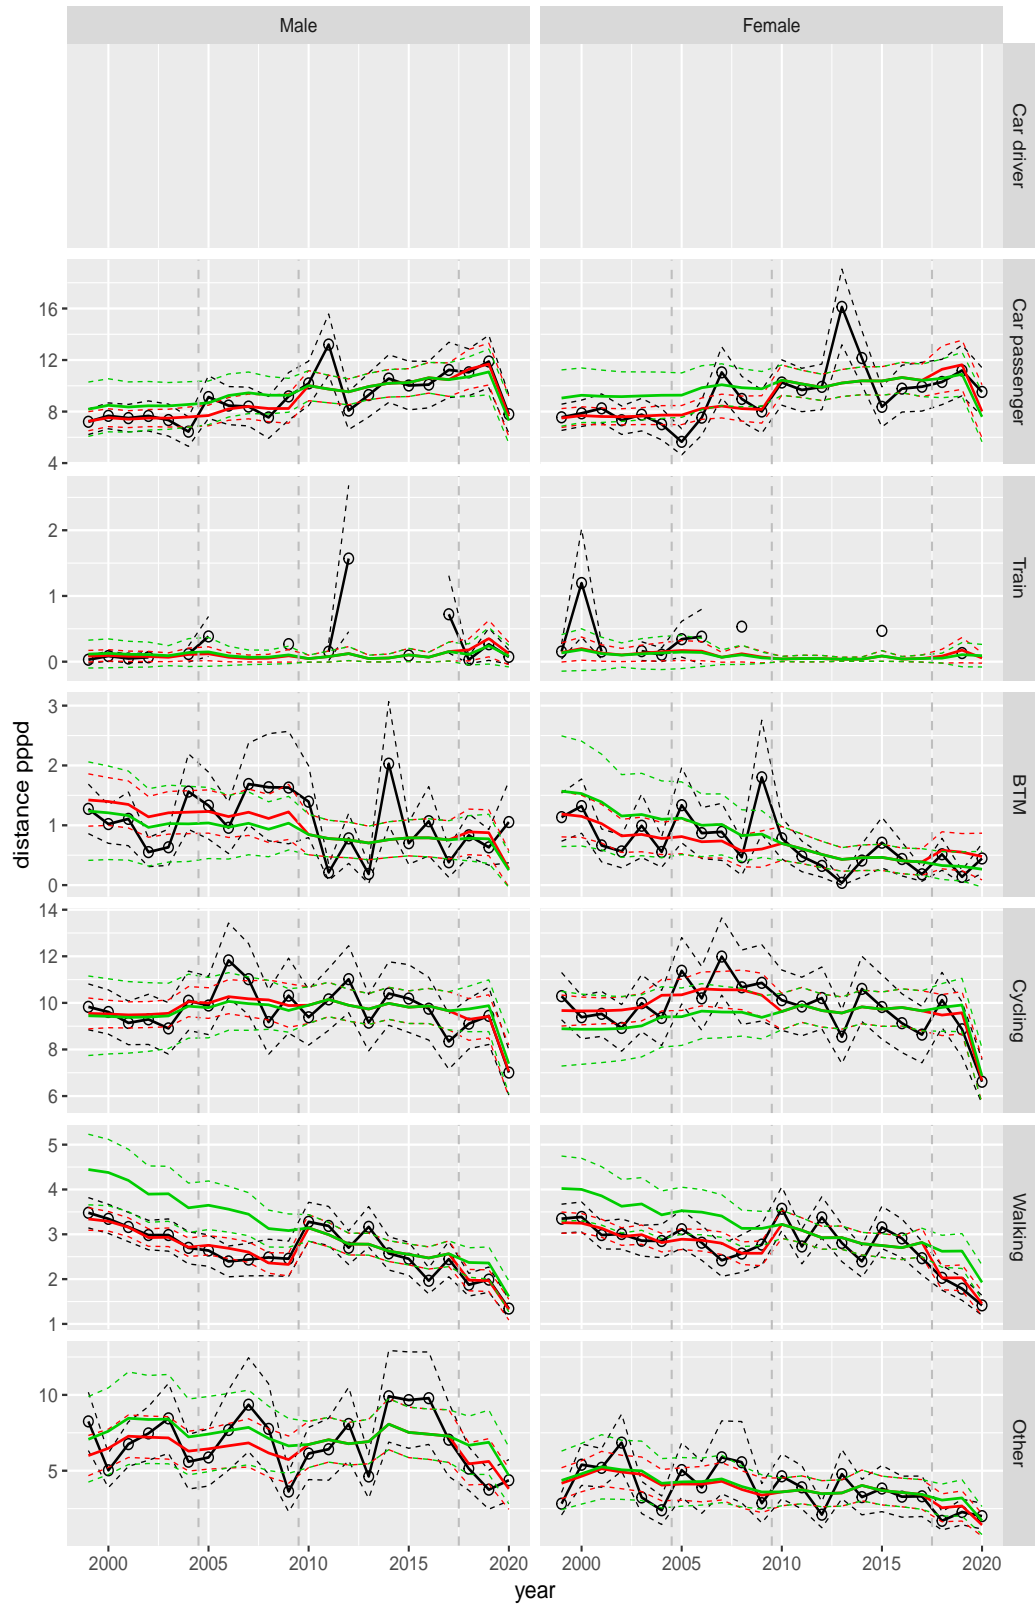 Male Female
Car driver
Car passenger
16
12
8
4
Train
2
1
0
BTM
3
2
1
0
distance pppd
Cycling
14
12
10
8
6
Walking
5
4
3
2
1
Other
10
5
2000 2005 2010 2015 2020 2000 2005 2010 2015 2020
year